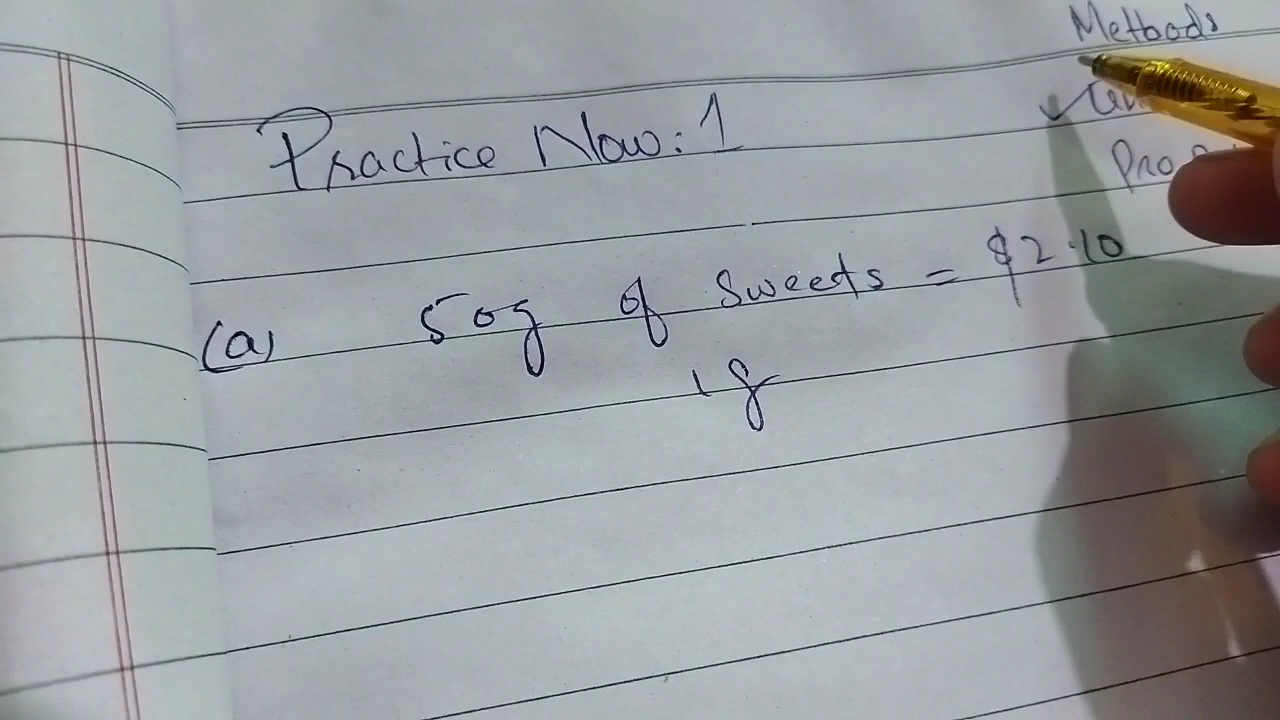 Methods
Practice Now: 1
(a) 50g of Sweets = $2.10
1g